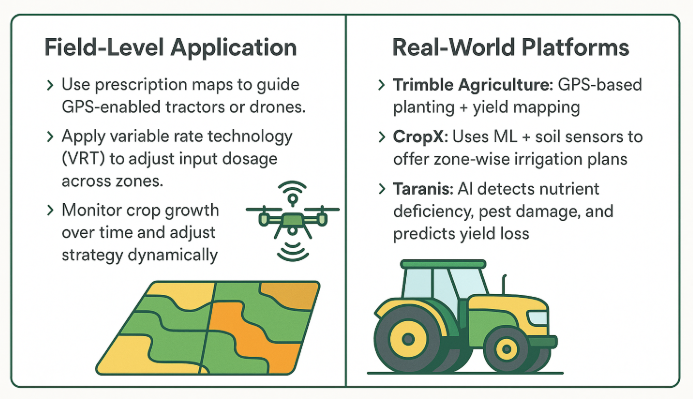 Field-Level Application
› Use prescription maps to guide
GPS-enabled tractors or drones.
› Apply variable rate technology
(VRT) to adjust input dosage
across zones.
› Monitor crop growth
over time and adjust
strategy dynamically
Real-World Platforms
› Trimble Agriculture: GPS-based
planting + yield mapping
› CropX: Uses ML + soil sensors to
offer zone-wise irrigation plans
› Taranis: AI detects nutrient
deficiency, pest damage, and
predicts yield loss